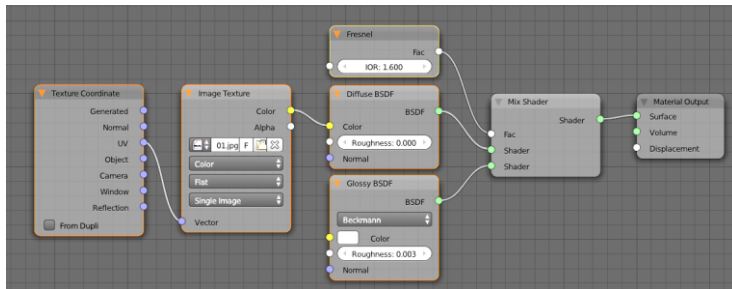 Texture Coordinate
Generated
Normal
UV
Object
Camera
Window
Reflection
From Dupli
Image Texture
Color
Alpha
01.jpg F
Color
Flat
Single Image
Vector
Fresnel
Fac
IOR: 1.600
Diffuse BSDF
BSDF
Color
Roughness: 0.000
Normal
Glossy BSDF
BSDF
Beckmann
Color
Roughness: 0.003
Normal
Mix Shader
Shader
Fac
Shader
Shader
Material Output
Surface
Volume
Displacement